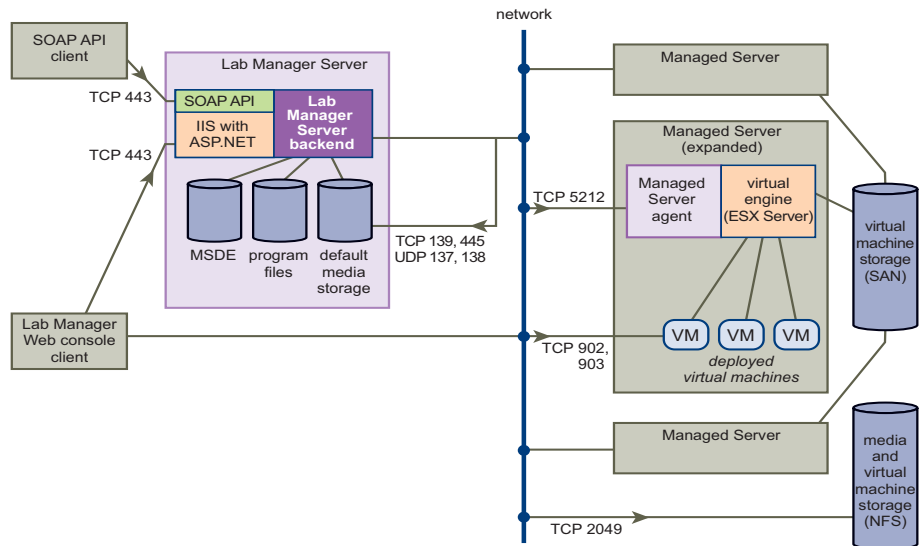 network
SOAP API
client
TCP 443
Lab Manager Server
SOAP API
IIS with
ASP.NET
Lab
Manager
Server
backend
TCP 443
MSDE
program
files
default
media
storage
TCP 139, 445
UDP 137, 138
Lab Manager
Web console
client
Managed Server
Managed Server
(expanded)
TCP 5212
Managed
Server
agent
virtual
engine
(ESX Server)
virtual
machine
storage
(SAN)
VM
VM
VM
TCP 902,
903
deployed
virtual machines
Managed Server
media
and
virtual
machine
storage
(NFS)
TCP 2049